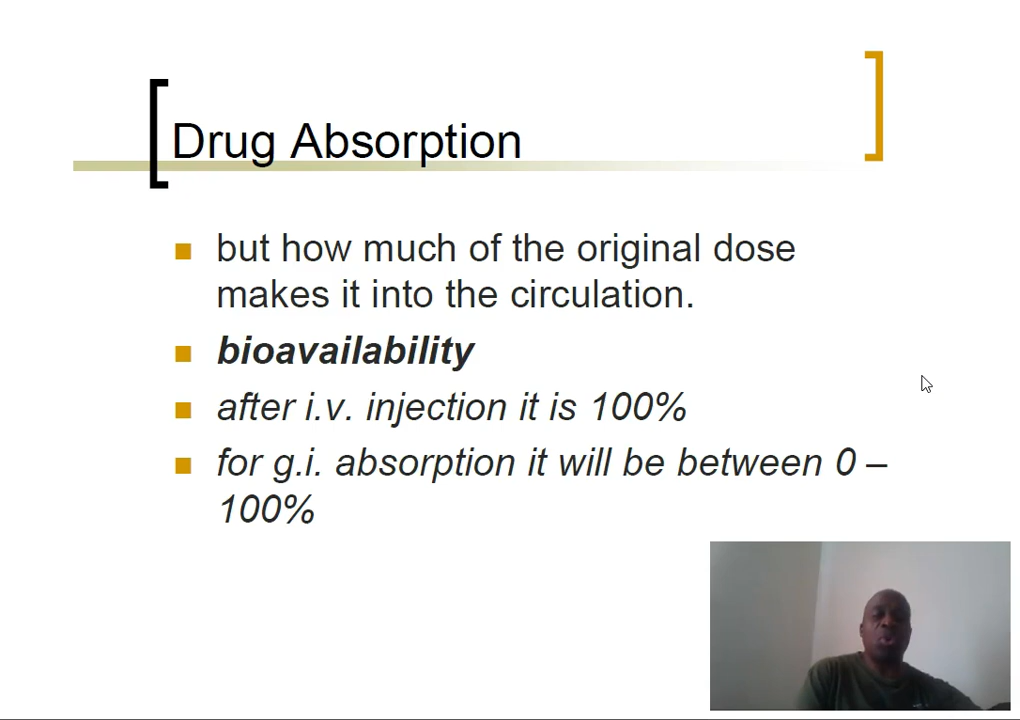 Drug Absorption
but how much of the original dose
makes it into the circulation.
bioavailability
after i.v. injection it is 100%
for g.i. absorption it will be between 0 –
100%